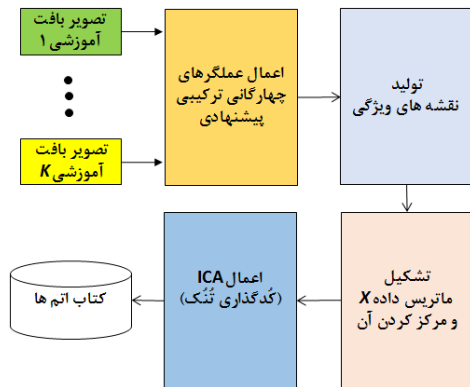 تصویر بافت
آموزشی ۱
تصویر بافت
آموزشی K
اعمال عملگرهای
چهارگانی ترکیبی
پیشنهادی
تولید
نقشه های ویژگی
تشکیل
ماتریس داده X
و مرکز کردن آن
اعمال ICA
(کُدگذاری تُنُک)
کتاب اتم ها